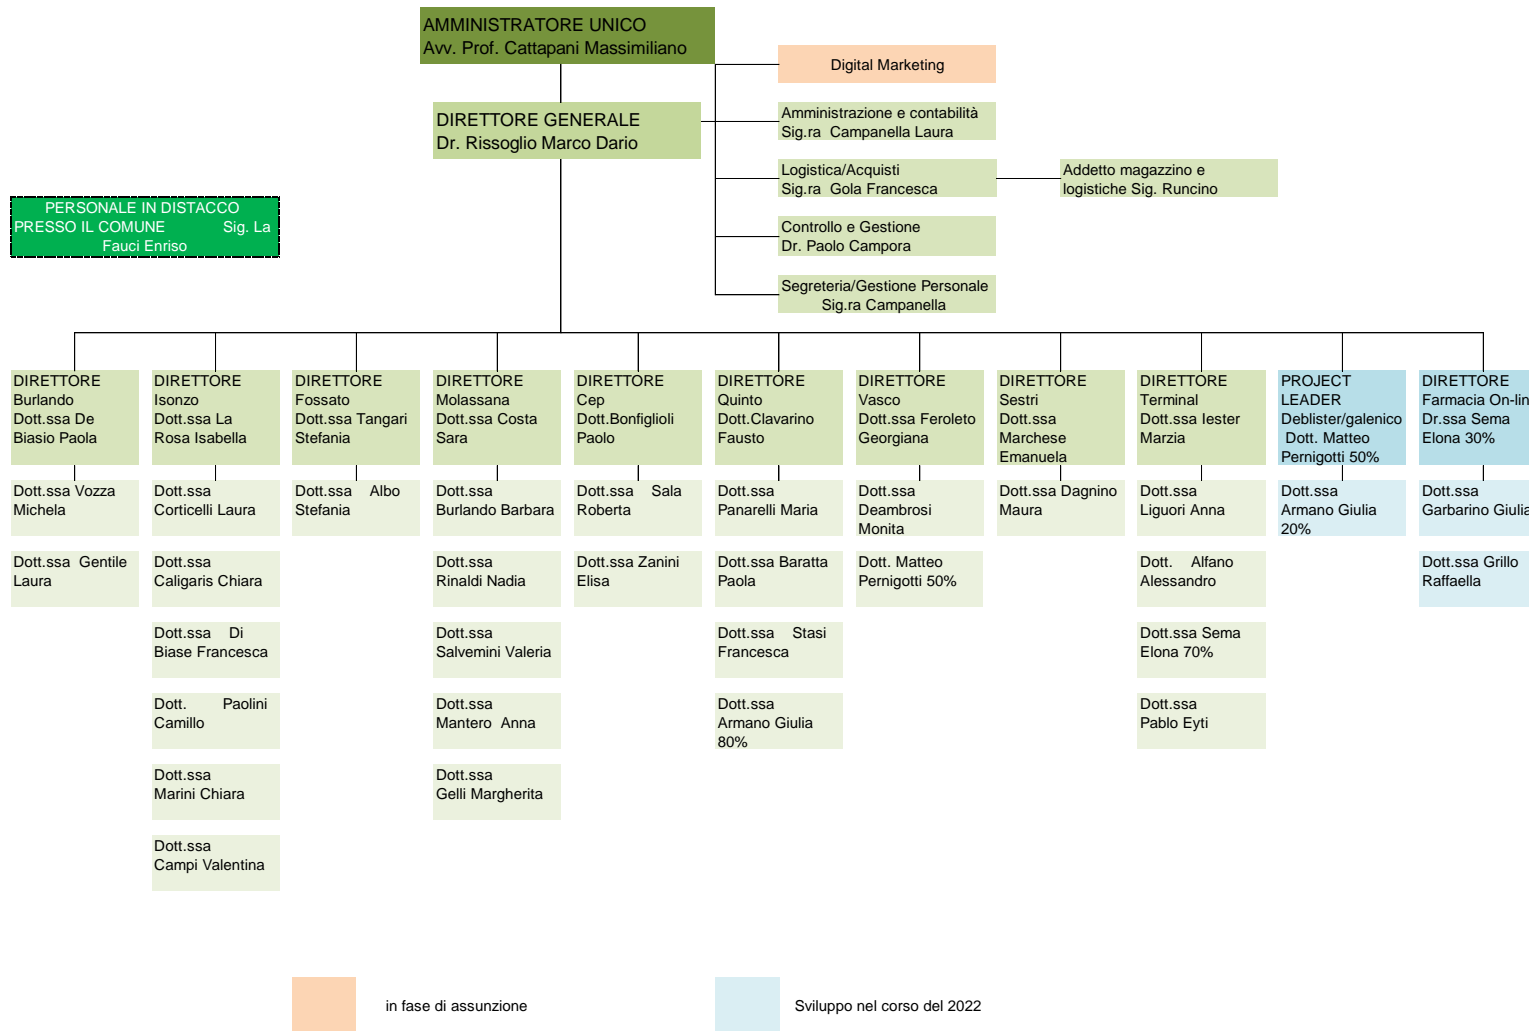 AMMINISTRATORE UNICO
Avv. Prof. Cattapani Massimiliano
Digital Marketing
DIRETTORE GENERALE
Dr. Rissoglio Marco Dario
Amministrazione e contabilità
Sig.ra Campanella Laura
Logistica/Acquisti
Sig.ra Gola Francesca
Addetto magazzino e
logistiche Sig. Runcino
PERSONALE IN DISTACCO
PRESSO IL COMUNE Sig. La
Fauci Enriso
Controllo e Gestione
Dr. Paolo Campora
Segreteria/Gestione Personale
Sig.ra Campanella
DIRETTORE
Burlando
Dott.ssa De
Biasio Paola
DIRETTORE
Isonzo
Dott.ssa La
Rosa Isabella
DIRETTORE
Fossato
Dott.ssa Tangari
Stefania
DIRETTORE
Molassana
Dott.ssa Costa
Sara
DIRETTORE
Cep
Dott.Bonfiglioli
Paolo
DIRETTORE
Quinto
Dott.Clavarino
Fausto
DIRETTORE
Vasco
Dott.ssa Feroleto
Georgiana
DIRETTORE
Sestri
Dott.ssa
Marchese
Emanuela
DIRETTORE
Terminal
Dott.ssa Iester
Marzia
PROJECT
LEADER
Deblister/galenico
Dott. Matteo
Pernigotti 50%
DIRETTORE
Farmacia On-lin
Dr.ssa Sema
Elona 30%
Dott.ssa Vozza
Michela
Dott.ssa
Corticelli Laura
Dott.ssa Albo
Stefania
Dott.ssa
Burlando Barbara
Dott.ssa Sala
Roberta
Dott.ssa
Panarelli Maria
Dott.ssa
Deambrosi
Monita
Dott.ssa Dagnino
Maura
Dott.ssa
Liguori Anna
Dott.ssa
Armano Giulia
20%
Dott.ssa
Garbarino Giulia
Dott.ssa Gentile
Laura
Dott.ssa
Caligaris Chiara
Dott.ssa
Rinaldi Nadia
Dott.ssa Zanini
Elisa
Dott.ssa Baratta
Paola
Dott. Matteo
Pernigotti 50%
Dott. Alfano
Alessandro
Dott.ssa Grillo
Raffaella
Dott.ssa Di
Biase Francesca
Dott.ssa
Salvemini Valeria
Dott.ssa Stasi
Francesca
Dott.ssa Sema
Elona 70%
Dott. Paolini
Camillo
Dott.ssa
Mantero Anna
Dott.ssa
Armano Giulia
80%
Dott.ssa
Pablo Eyti
Dott.ssa
Marini Chiara
Dott.ssa
Gelli Margherita
Dott.ssa
Campi Valentina
in fase di assunzione
Sviluppo nel corso del 2022